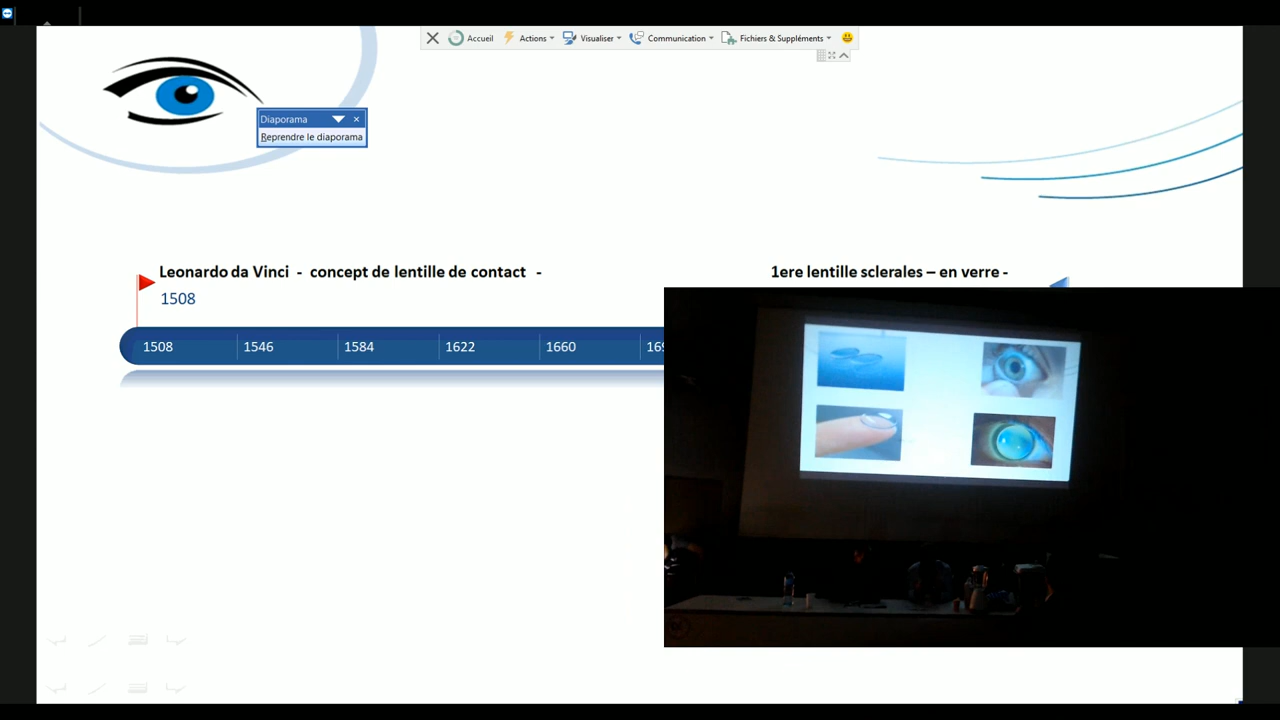 Accueil
Actions
Visualiser
Communication
Fichiers & Suppléments
Diaporama
Reprendre le diaporama
Leonardo da Vinci - concept de lentille de contact -
1ere lentille sclerales – en verre -
1508
1508
1546
1584
1622
1660